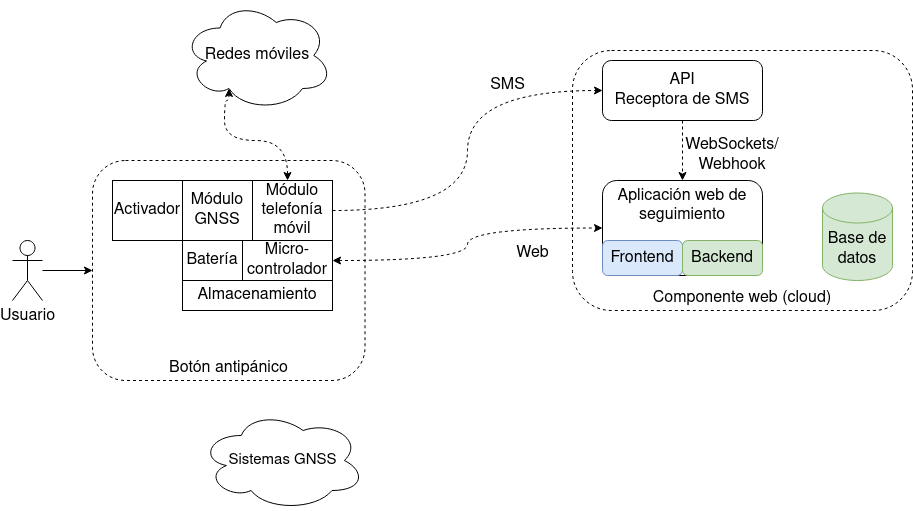 Redes móviles
SMS
API
Receptora de SMS
WebSockets/
Webhook
Activador
Módulo
GNSS
Módulo
telefonía
móvil
Aplicación web de
seguimiento
Batería
Micro-
controlador
Almacenamiento
Web
Frontend
Backend
Base de
datos
Componente web (cloud)
Usuario
Botón antipánico
Sistemas GNSS